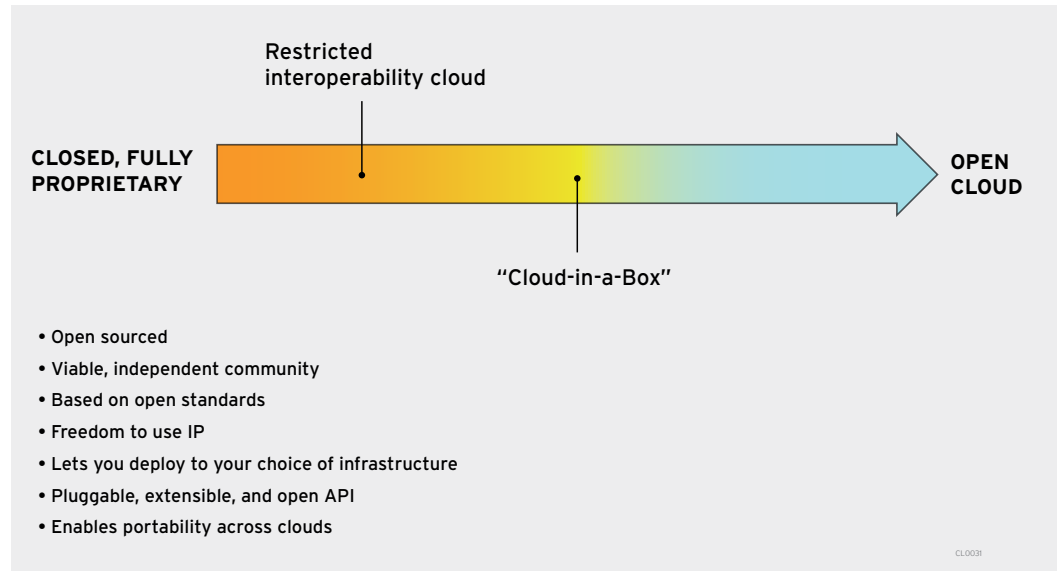 Restricted
interoperability cloud
CLOSED, FULLY
PROPRIETARY
OPEN
CLOUD
“Cloud-in-a-Box”
• Open sourced
• Viable, independent community
• Based on open standards
• Freedom to use IP
• Lets you deploy to your choice of infrastructure
• Pluggable, extensible, and open API
• Enables portability across clouds
CL0031